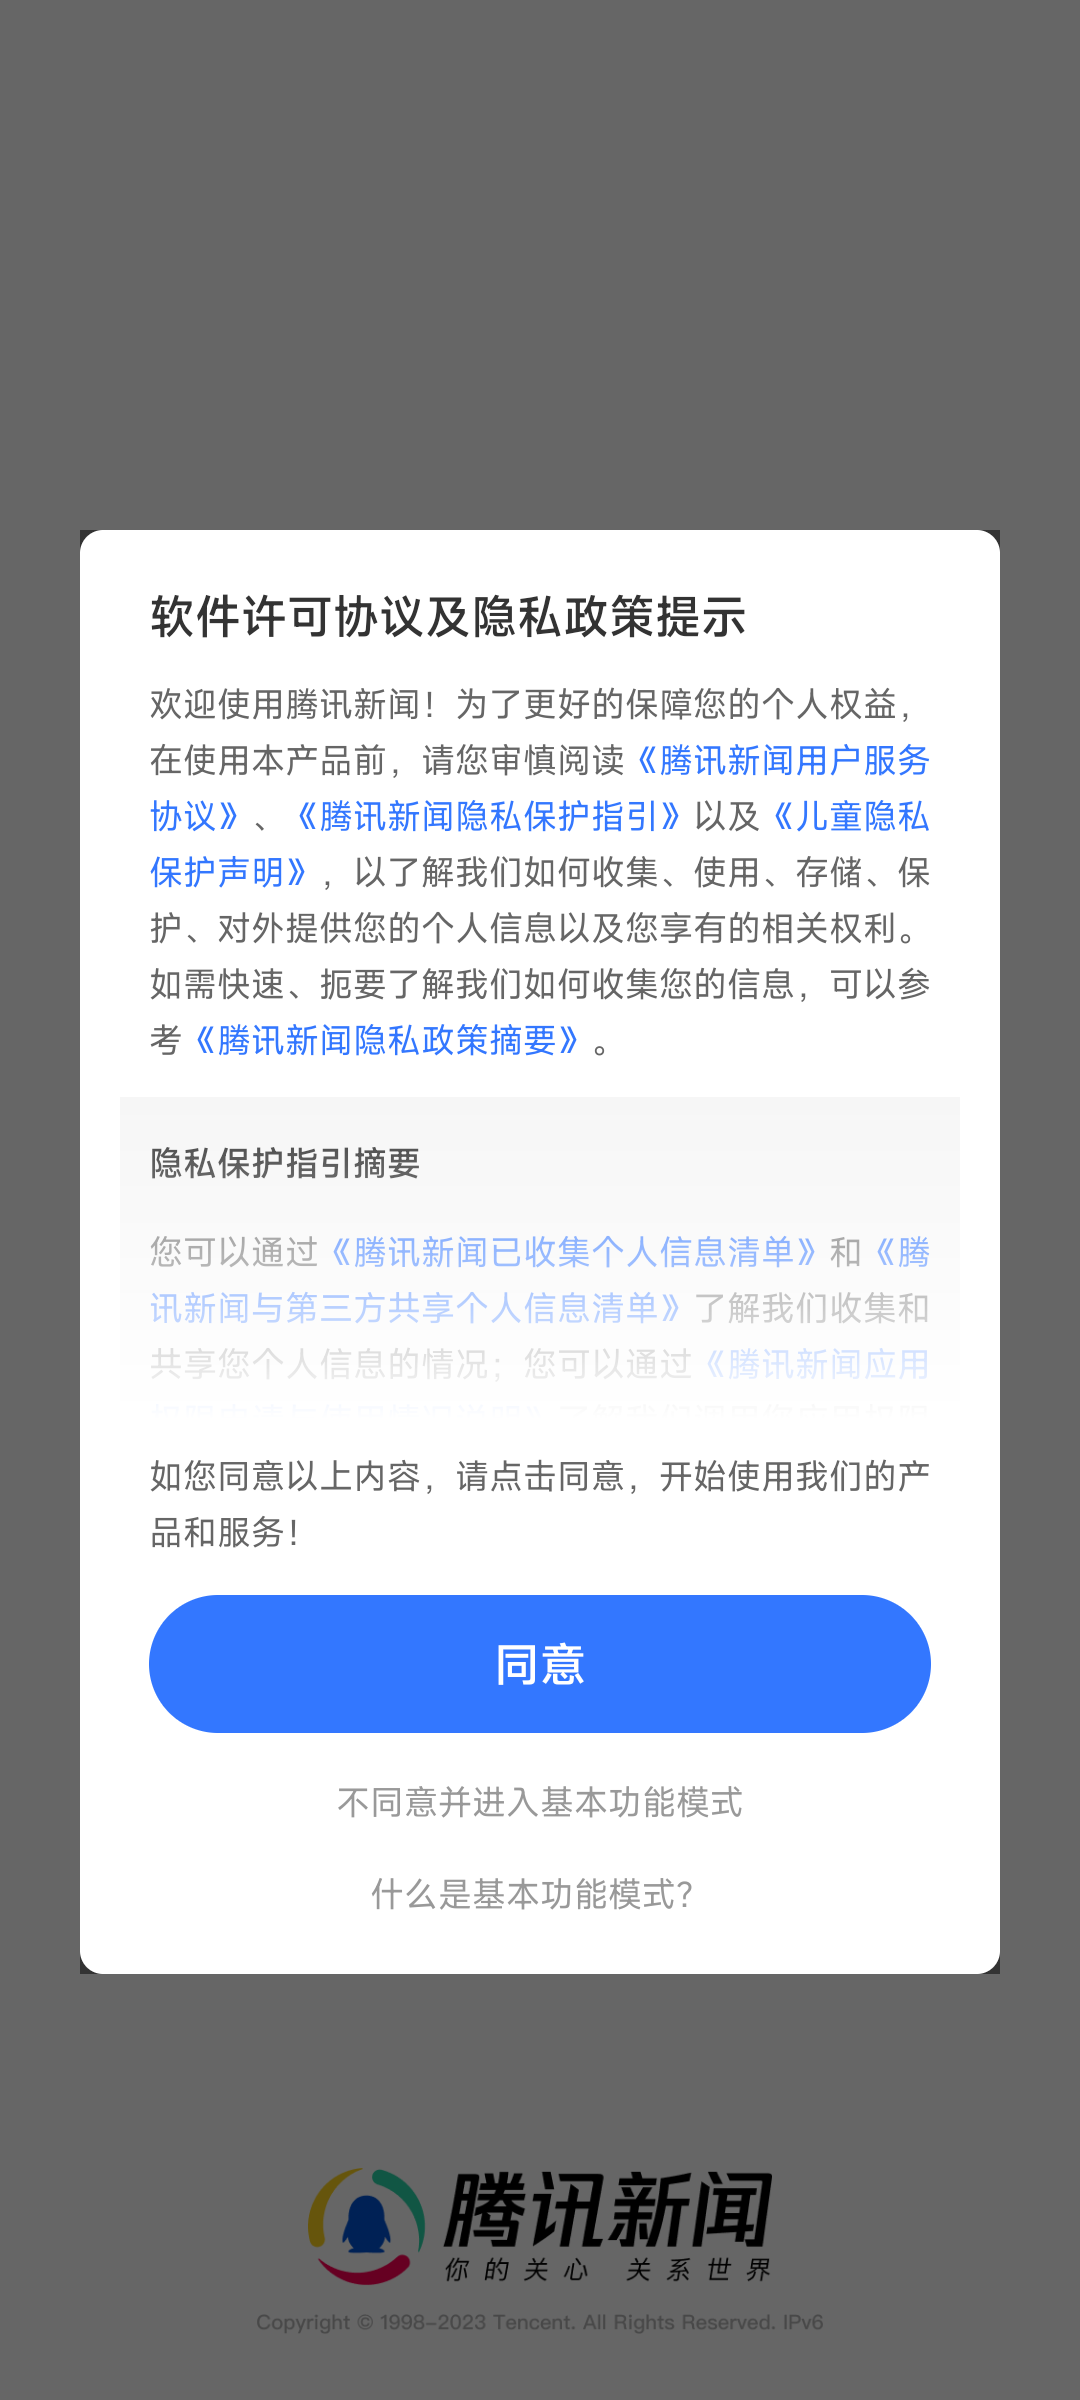 软件许可协议及隐私政策提示
欢迎使用腾讯新闻！为了更好的保障您的个人权益，
在使用本产品前，请您审慎阅读《腾讯新闻用户服务
协议》、《腾讯新闻隐私保护指引》以及《儿童隐私
保护声明》，以了解我们如何收集、使用、存储、保
护、对外提供您的个人信息以及您享有的相关权利。
如需快速、扼要了解我们如何收集您的信息，可以参
考《腾讯新闻隐私政策摘要》。
隐私保护指引摘要
您可以通过《腾讯新闻已收集个人信息清单》和《腾
讯新闻与第三方共享个人信息清单》了解我们收集和
共享您个人信息的情况；您可以通过《腾讯新闻应用
如您同意以上内容，请点击同意，开始使用我们的产
品和服务！
同意
不同意并进入基本功能模式
什么是基本功能模式？
腾讯新闻
你的关心 关系世界
Copyright © 1998-2023 Tencent. All Rights Reserved. IPv6